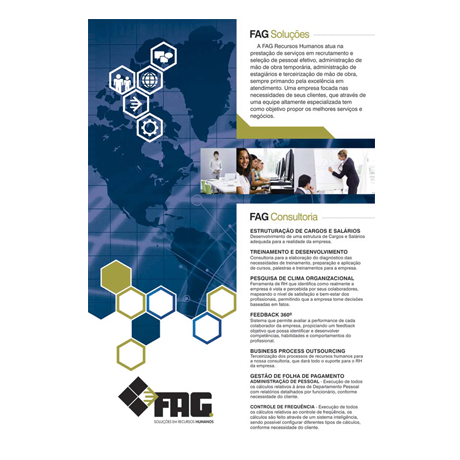 FAG Soluções
A FAG Recursos Humanos atua na
prestação de serviços em recrutamento e
seleção de pessoal efetivo, administração de
mão de obra temporária, administração de
estagiários e terceirização de mão de obra,
sempre primando pela excelência em
atendimento. Uma empresa focada nas
necessidades de seus clientes, que através de
uma equipe altamente especializada tem
como objetivo propor os melhores serviços e
negócios.
FAG Consultoria
ESTRUTURAÇÃO DE CARGOS E SALÁRIOS
Desenvolvimento de uma estrutura de Cargos e Salários
adequada para a realidade da empresa.
TREINAMENTO E DESENVOLVIMENTO
Consultoria para a elaboração do diagnóstico das
necessidades de treinamento, preparação e aplicação
de cursos, palestras e treinamentos para a empresa.
PESQUISA DE CLIMA ORGANIZACIONAL
Ferramenta de RH que identifica como realmente a
empresa é vista e percebida por seus colaboradores,
mapeando o nível de satisfação e bem-estar dos
profissionais, permitindo que a empresa tome decisões
baseadas em fatos.
FEEDBACK 360º
Sistema que permite avaliar a performance de cada
colaborador da empresa, propiciando um feedback
objetivo que possa identificar e desenvolver
competências, habilidades e comportamentos do
profissional.
BUSINESS PROCESS OUTSOURCING
Terceirização dos processos de recursos humanos para
a nossa consultoria, que dará todo o suporte para o RH
da empresa.
GESTÃO DE FOLHA DE PAGAMENTO
ADMINISTRAÇÃO DE PESSOAL - Execução de todos
os cálculos relativos à área de Departamento Pessoal
com relatórios detalhados por funcionário, conforme
necessidade do cliente.
CONTROLE DE FREQUÊNCIA - Execução de todos
os cálculos relativos ao controle de freqüência, os
cálculos são feito através de um sistema inteligente,
sendo possível configurar diferentes tipos de cálculos,
conforme necessidade do cliente.
FAG
SOLUÇÕES EM RECURSOS HUMANOS